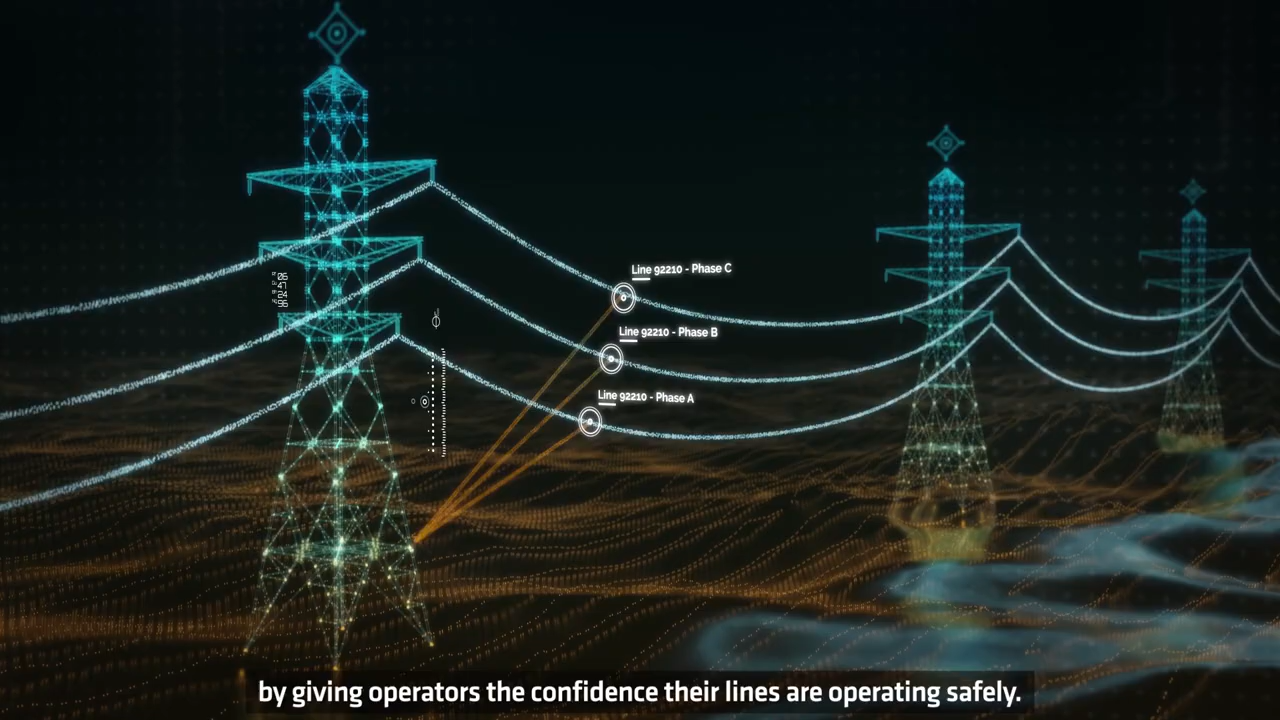 Line 92210 - Phase C
Line 92210 - Phase B
Line 92210 - Phase A
by giving operators the confidence their lines are operating safely.